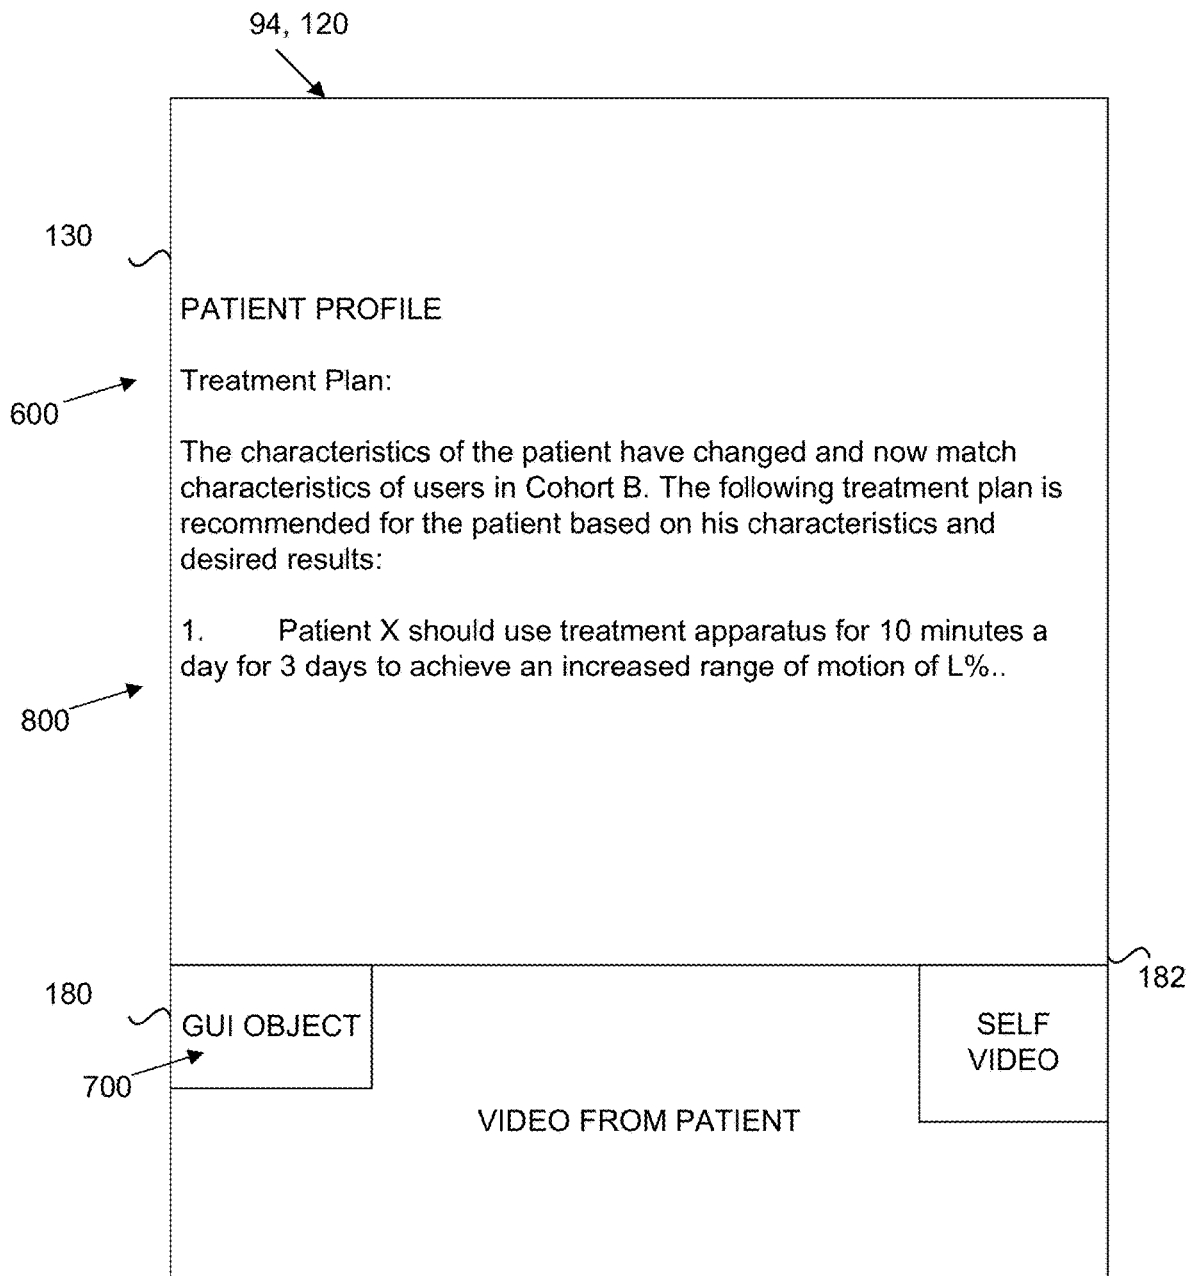 94, 120
130
PATIENT PROFILE
Treatment Plan:
600
The characteristics of the patient have changed and now match
characteristics of users in Cohort B. The following treatment plan is
recommended for the patient based on his characteristics and
desired results:
1. Patient X should use treatment apparatus for 10 minutes a
day for 3 days to achieve an increased range of motion of L%..
800
182
180
GUI OBJECT
700
SELF
VIDEO
VIDEO FROM PATIENT